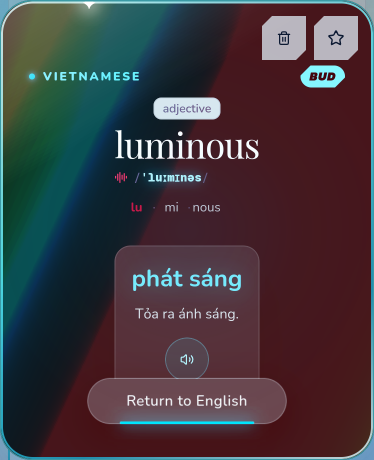 VIETNAMESE
BUD
adjective
luminous
/ˈluːmɪnəs/
lu · mi · nous
phát sáng
Tỏa ra ánh sáng.
Return to English